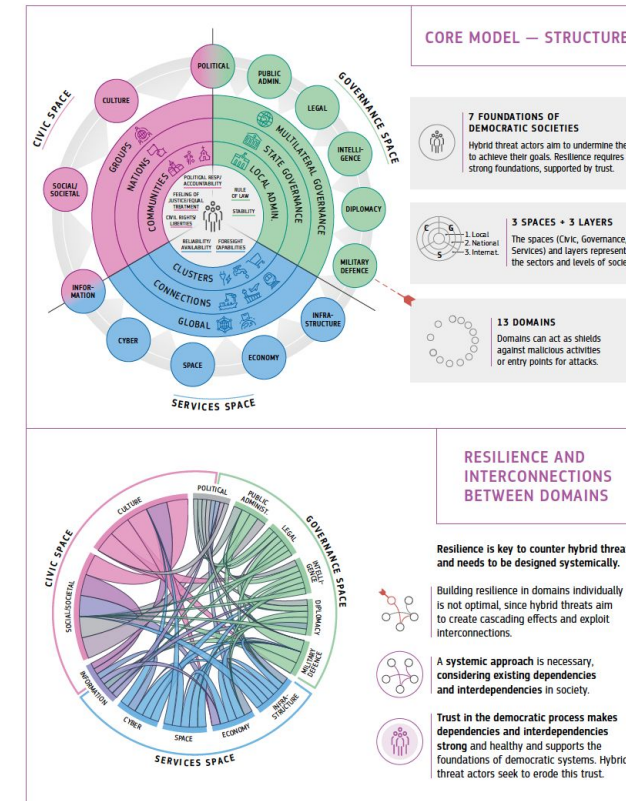 CORE MODEL — STRUCTURE
POLITICAL
PUBLIC
ADMIN.
LEGAL
INTELLI-
GENCE
DIPLOMACY
MILITARY
DEFENCE
INFRA-
STRUCTURE
ECONOMY
SPACE
CYBER
INFOR-
MATION
SOCIAL/
SOCIETAL
CULTURE
CIVIC SPACE
GOVERNANCE SPACE
SERVICES SPACE
GROUPS
NATIONS
COMMUNITIES
MULTILATERAL GOVERNANCE
STATE GOVERNANCE
LOCAL ADMIN.
CLUSTERS
CONNECTIONS
GLOBAL
POLITICAL RESP./
ACCOUNTABILITY
FEELING OF
JUSTICE/EQUAL
TREATMENT
CIVIL RIGHTS/
LIBERTIES
RULE
OF LAW
STABILITY
RELIABILITY/
AVAILABILITY
FORESIGHT
CAPABILITIES
7 FOUNDATIONS OF
DEMOCRATIC SOCIETIES
Hybrid threat actors aim to undermine the
to achieve their goals. Resilience requires
strong foundations, supported by trust.
C G
S
1. Local
2. National
3. Internat.
3 SPACES + 3 LAYERS
The spaces (Civic, Governance,
Services) and layers represent
the sectors and levels of socie
13 DOMAINS
Domains can act as shields
against malicious activities
or entry points for attacks.
RESILIENCE AND
INTERCONNECTIONS
BETWEEN DOMAINS
CIVIC SPACE
GOVERNANCE SPACE
SERVICES SPACE
POLITICAL
PUBLIC
ADMINIST.
LEGAL
INTELLI-
GENCE
DIPLOMACY
MILITARY
DEFENCE
INFRA-
STRUCTURE
ECONOMY
SPACE
CYBER
INFORMATION
SOCIAL/SOCIETAL
CULTURE
Resilience is key to counter hybrid threa
and needs to be designed systemically.
Building resilience in domains individually
is not optimal, since hybrid threats aim
to create cascading effects and exploit
interconnections.
A systemic approach is necessary,
considering existing dependencies
and interdependencies in society.
Trust in the democratic process makes
dependencies and interdependencies
strong and healthy and supports the
foundations of democratic systems. Hybrid
threat actors seek to erode this trust.